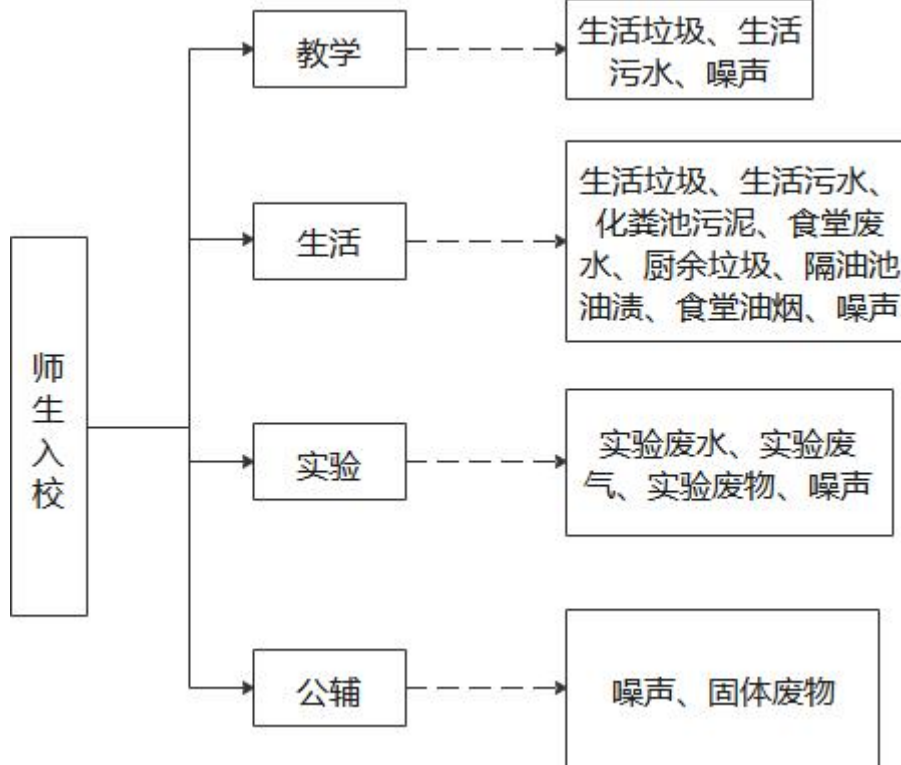 教学
生活垃圾、生活
污水、噪声
生活
生活垃圾、生活污水、
化粪池污泥、食堂废
水、厨余垃圾、隔油池
油渍、食堂油烟、噪声
师
生
入
校
实验
实验废水、实验废
气、实验废物、噪声
公辅
噪声、固体废物